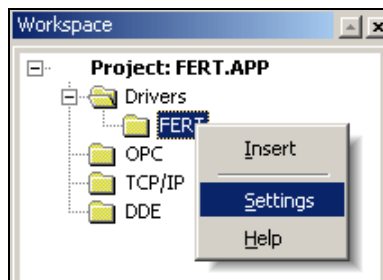 Workspace
Project: FERT.APP
Drivers
FERT
OPC
TCP/IP
DDE
Insert
Settings
Help